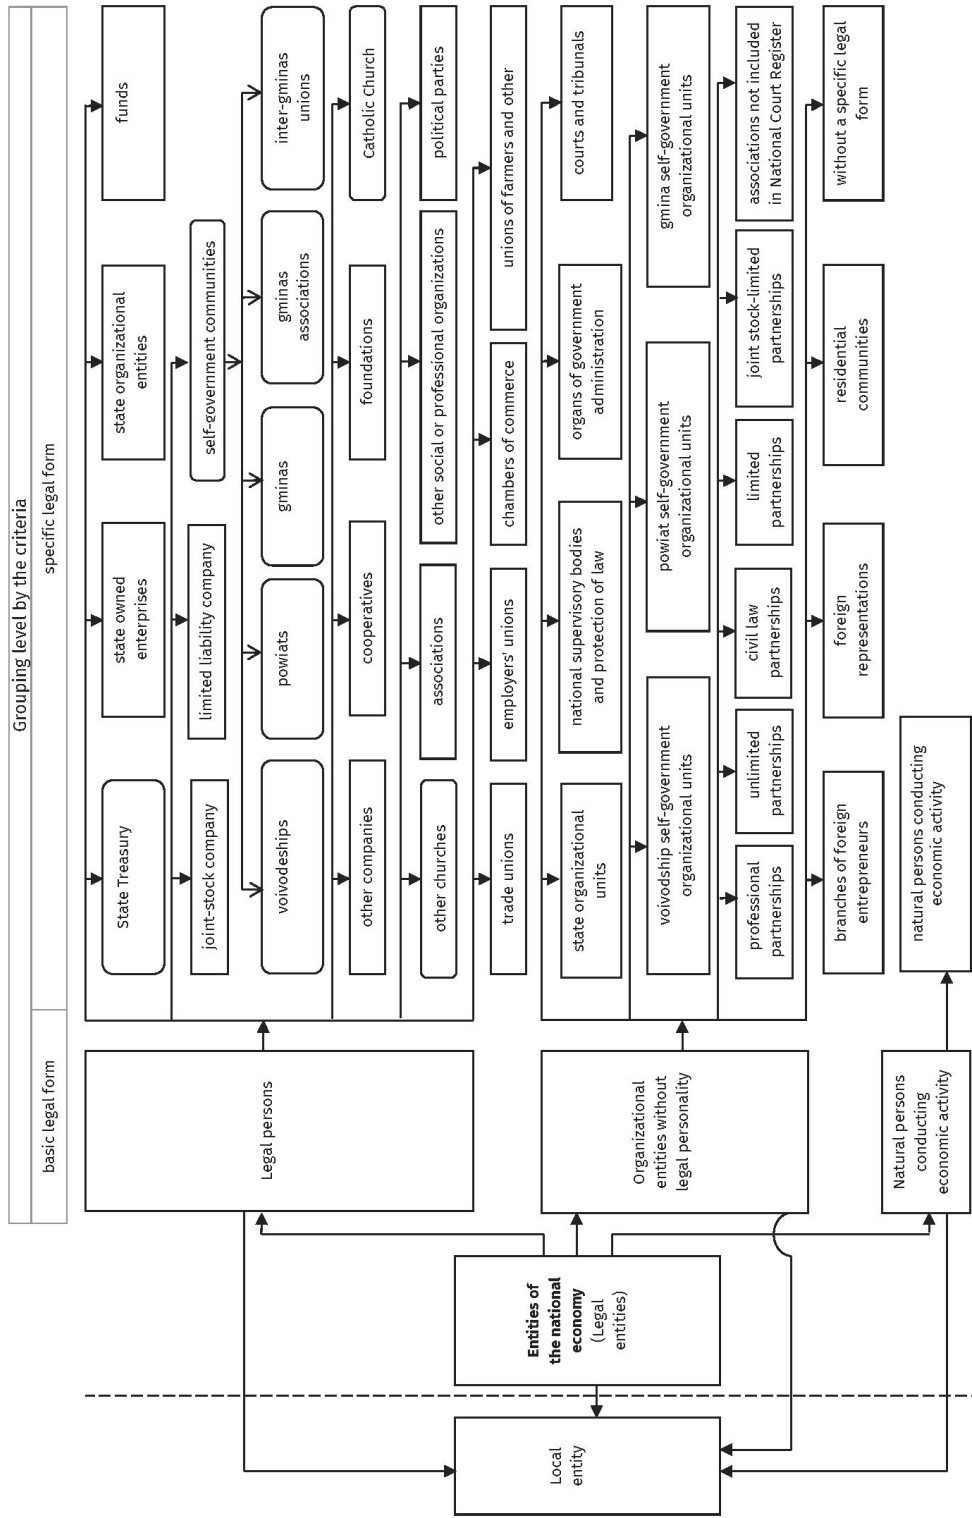 Grouping level by the criteria
basic legal form
specific legal form
Local
entity
Entities of
the national
economy
(Legal
entities)
Legal persons
State Treasury
state owned
enterprises
state organizational
entities
funds
joint-stock company
limited liability company
self-government communities
voivodeships
powiats
gminas
gminas
associations
inter-gminas
unions
other companies
cooperatives
foundations
Catholic Church
other churches
associations
other social or professional organizations
political parties
trade unions
employers' unions
chambers of commerce
unions of farmers and other
Organizational
entities without
legal personality
state organizational
units
national supervisory bodies
and protection of law
organs of government
administration
courts and tribunals
voivodship self-government
organizational units
powiat self-government
organizational units
gmina self-government
organizational units
professional
partnerships
unlimited
partnerships
civil law
partnerships
limited
partnerships
joint stock-limited
partnerships
associations not included
in National Court Register
branches of foreign
entrepreneurs
foreign
representations
residential
communities
without a specific legal
form
Natural persons
conducting
economic activity
natural persons conducting
economic activity